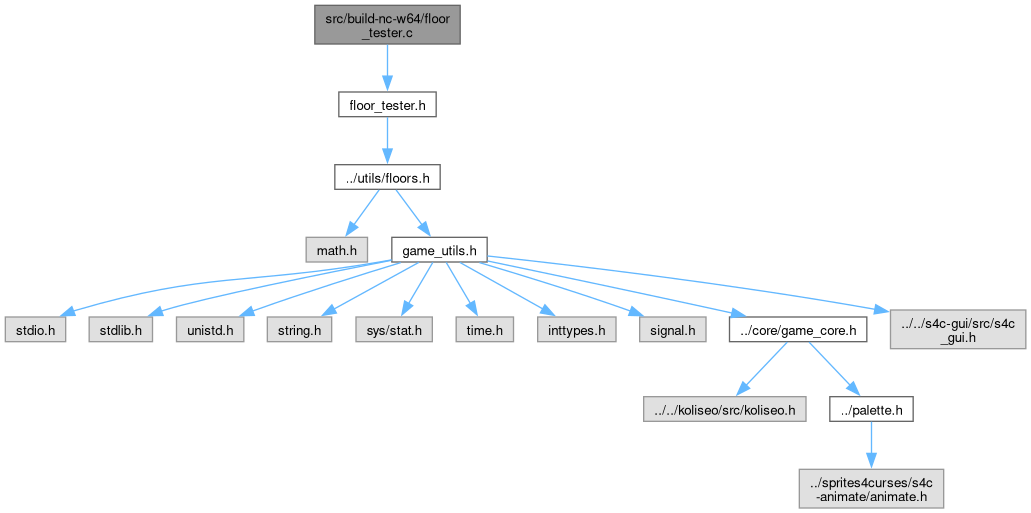 src/build-nc-w64/floor
_tester.c
floor_tester.h
../utils/floors.h
math.h
game_utils.h
stdio.h
stdlib.h
unistd.h
string.h
sys/stat.h
time.h
inttypes.h
signal.h
../core/game_core.h
../../s4c-gui/src/s4c
_gui.h
../../koliseo/src/koliseo.h
../palette.h
../sprites4curses/s4c
-animate/animate.h